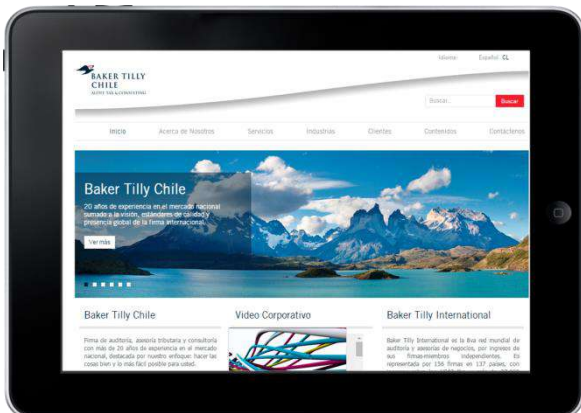 Idioma: Español - CL
BAKER TILLY
CHILE
Buscar...
Buscar
Inicio
Acerca de Nosotros
Servicios
Industrias
Clientes
Contenidos
Contáctenos
Baker Tilly Chile
20 años de experiencia en el mercado nacional
sumado a la visión, estándares de calidad y
presencia global de la firma internacional.
Ver más
Baker Tilly Chile
Firma de auditoría, asesoría tributaria y consultoría
con más de 20 años de experiencia en el mercado
nacional, destacada por nuestro enfoque: hacer las
cosas bien y lo más fácil posible para usted.
Video Corporativo
Baker Tilly International
Baker Tilly International es la 8va red mundial de
auditoría y asesorías de negocios, por ingresos de
sus firmas-miembros independientes. Es
representada por 156 firmas en 137 países, con